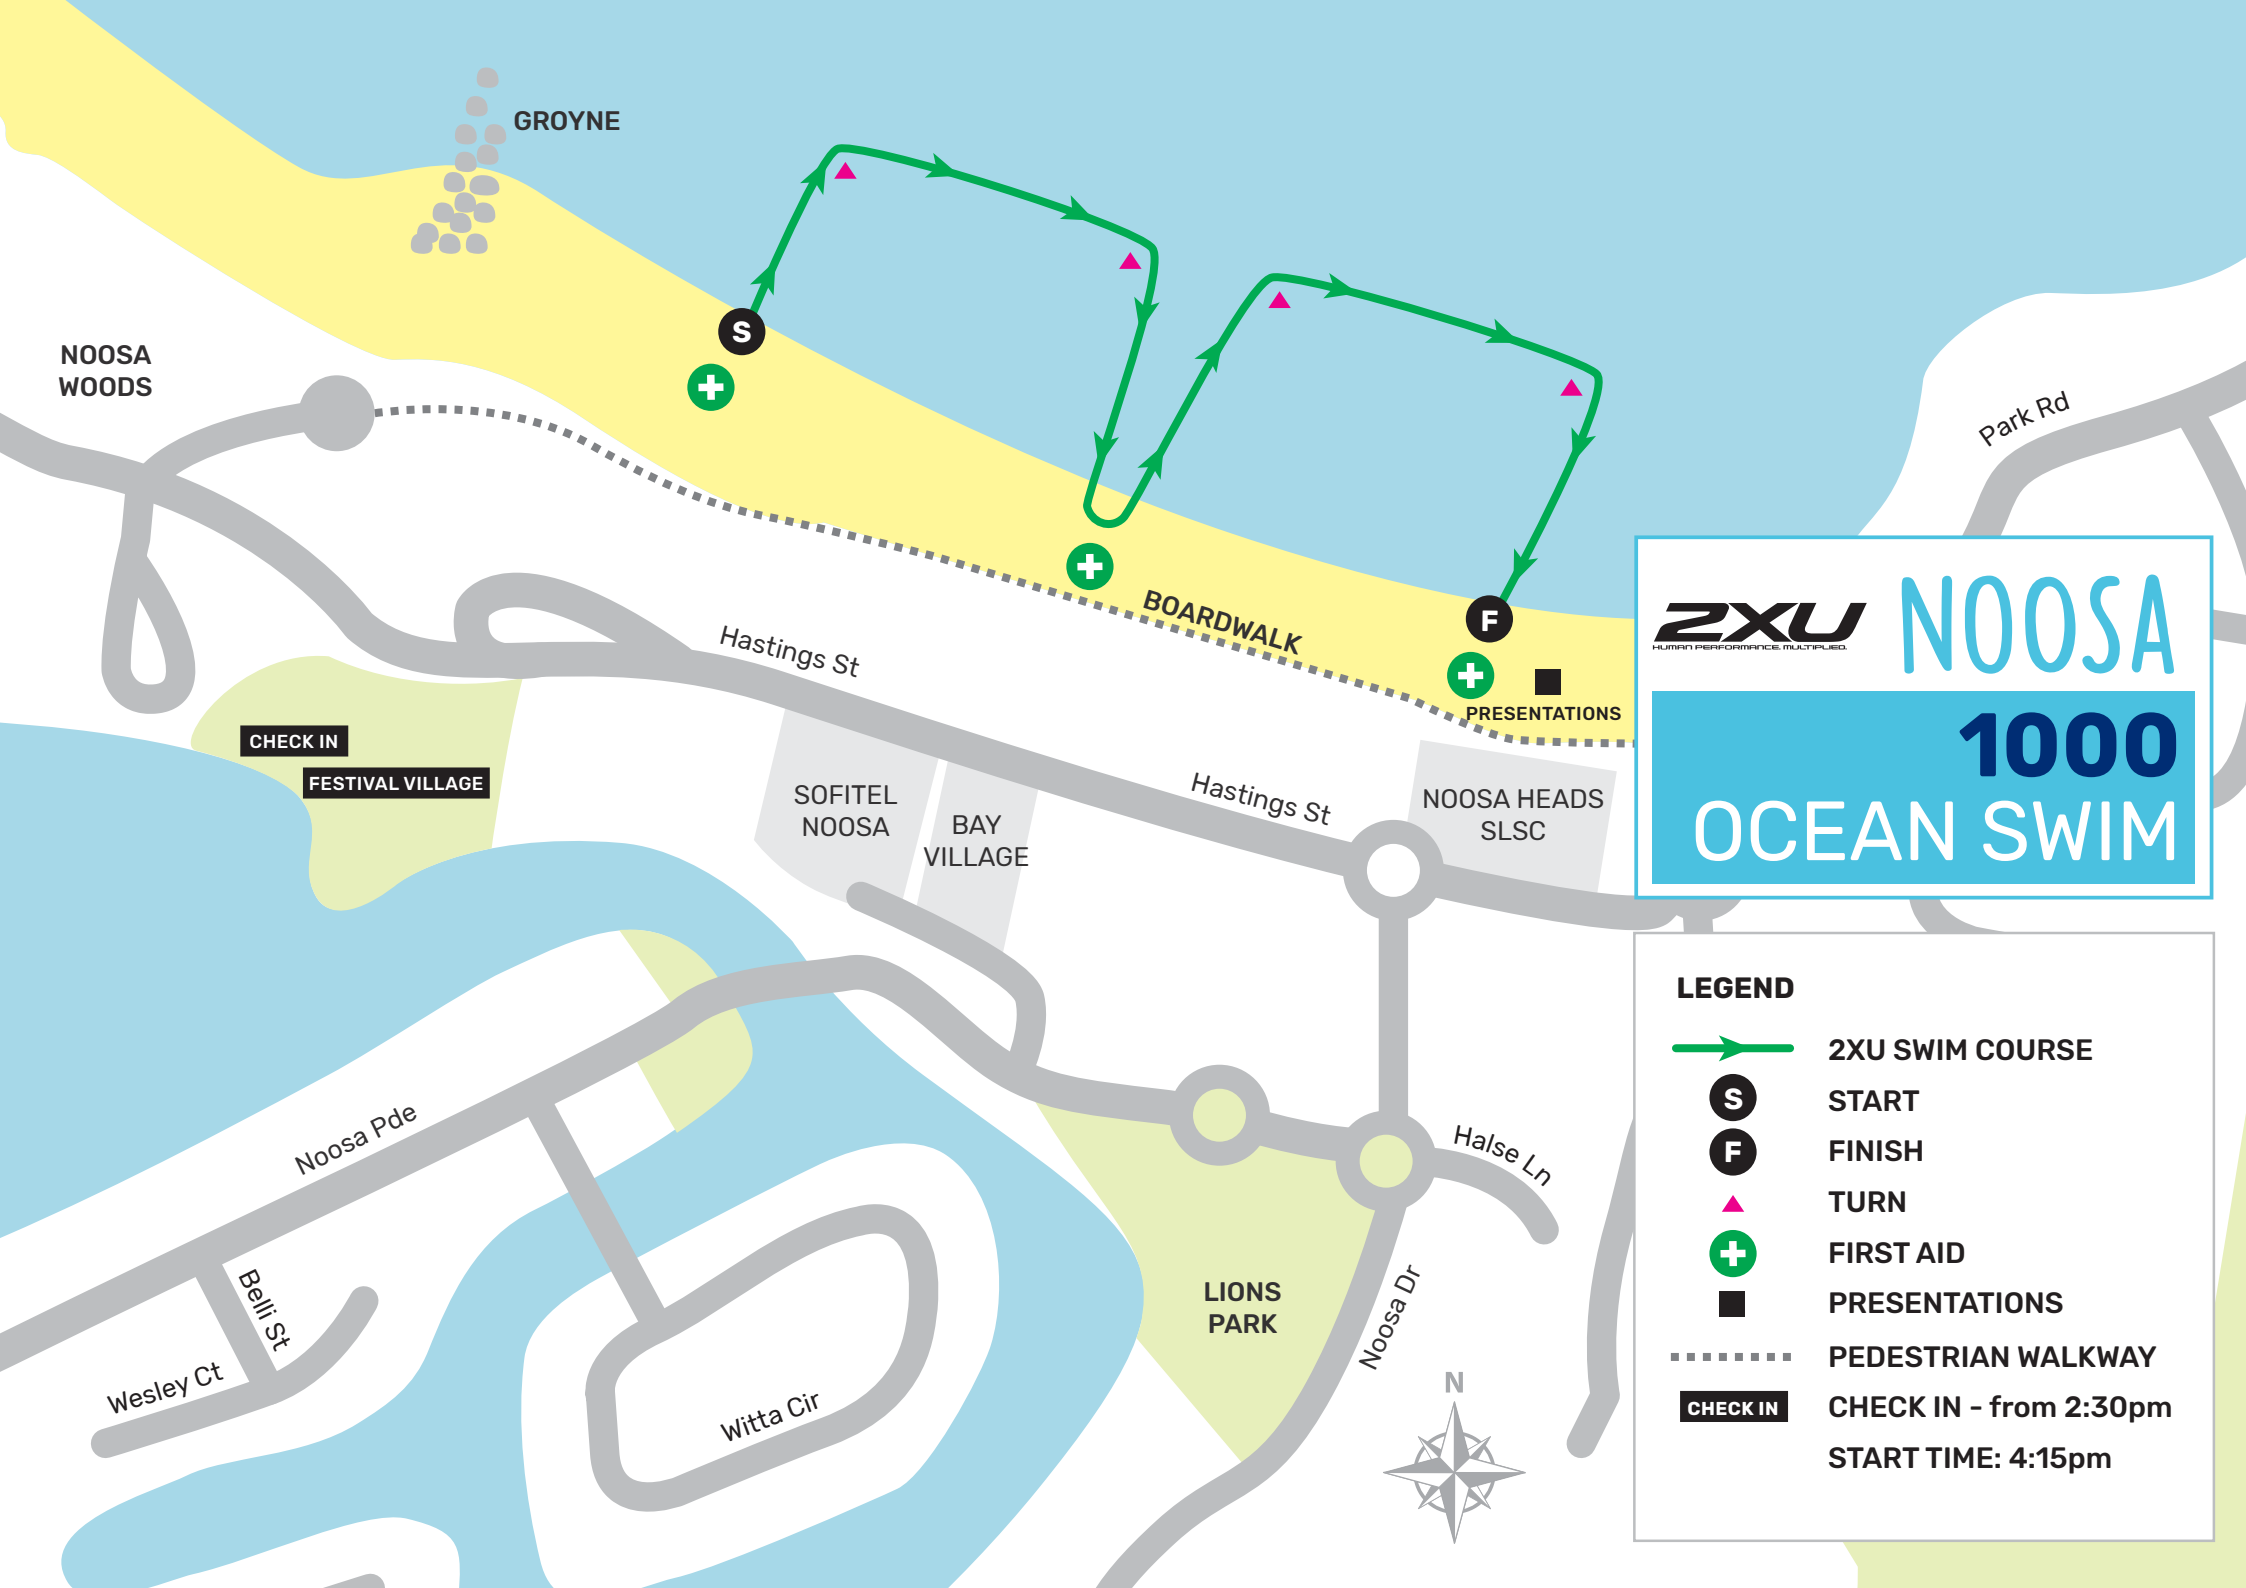 GROYNE
S
NOOSA
WOODS
Park Rd
BOARDWALK
Hastings St
F
PRESENTATIONS
CHECK IN
FESTIVAL VILLAGE
SOFITEL
NOOSA
BAY
VILLAGE
Hastings St
NOOSA HEADS
SLSC
2XU
HUMAN PERFORMANCE. MULTIPLIED.
NOOSA
1000
OCEAN SWIM
Noosa Pde
Belli St
Wesley Ct
Witta Cir
Halse Ln
LIONS
PARK
Noosa Dr
N
LEGEND
2XU SWIM COURSE
S START
F FINISH
TURN
FIRST AID
PRESENTATIONS
PEDESTRIAN WALKWAY
CHECK IN CHECK IN - from 2:30pm
START TIME: 4:15pm